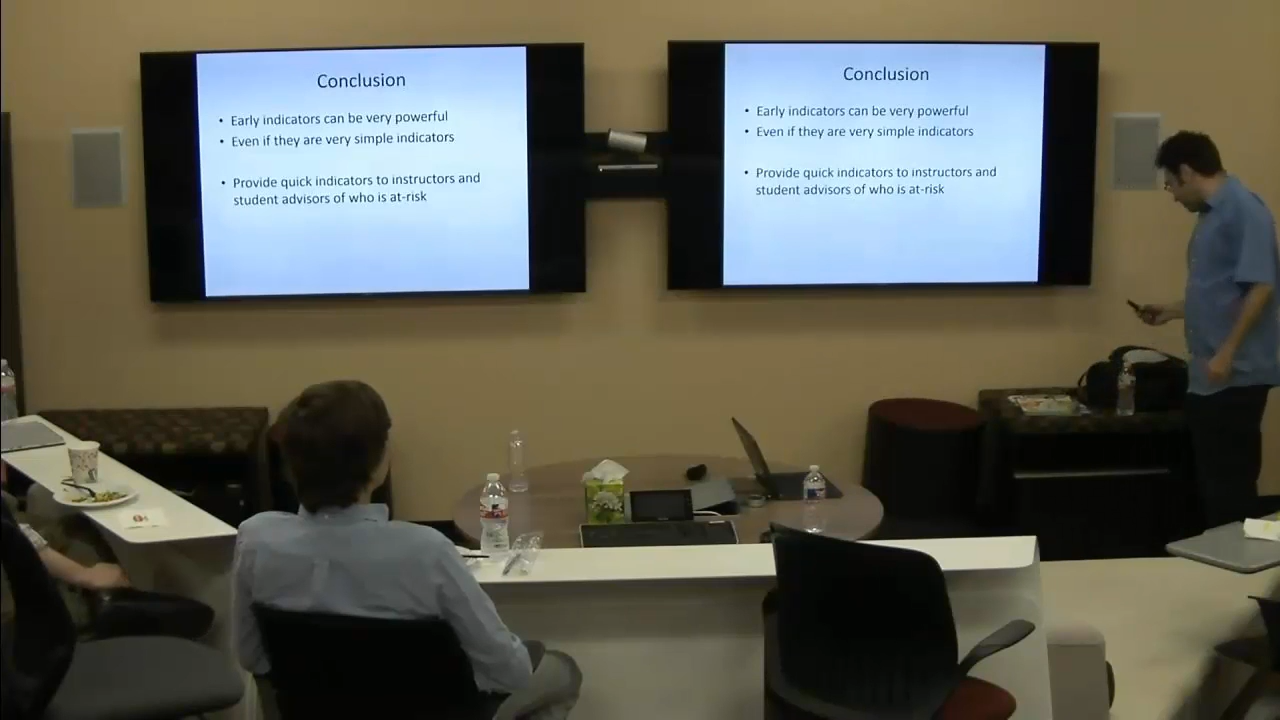 Conclusion
• Early indicators can be very powerful
• Even if they are very simple indicators
• Provide quick indicators to instructors and
student advisors of who is at-risk
Conclusion
• Early indicators can be very powerful
• Even if they are very simple indicators
• Provide quick indicators to instructors and
student advisors of who is at-risk